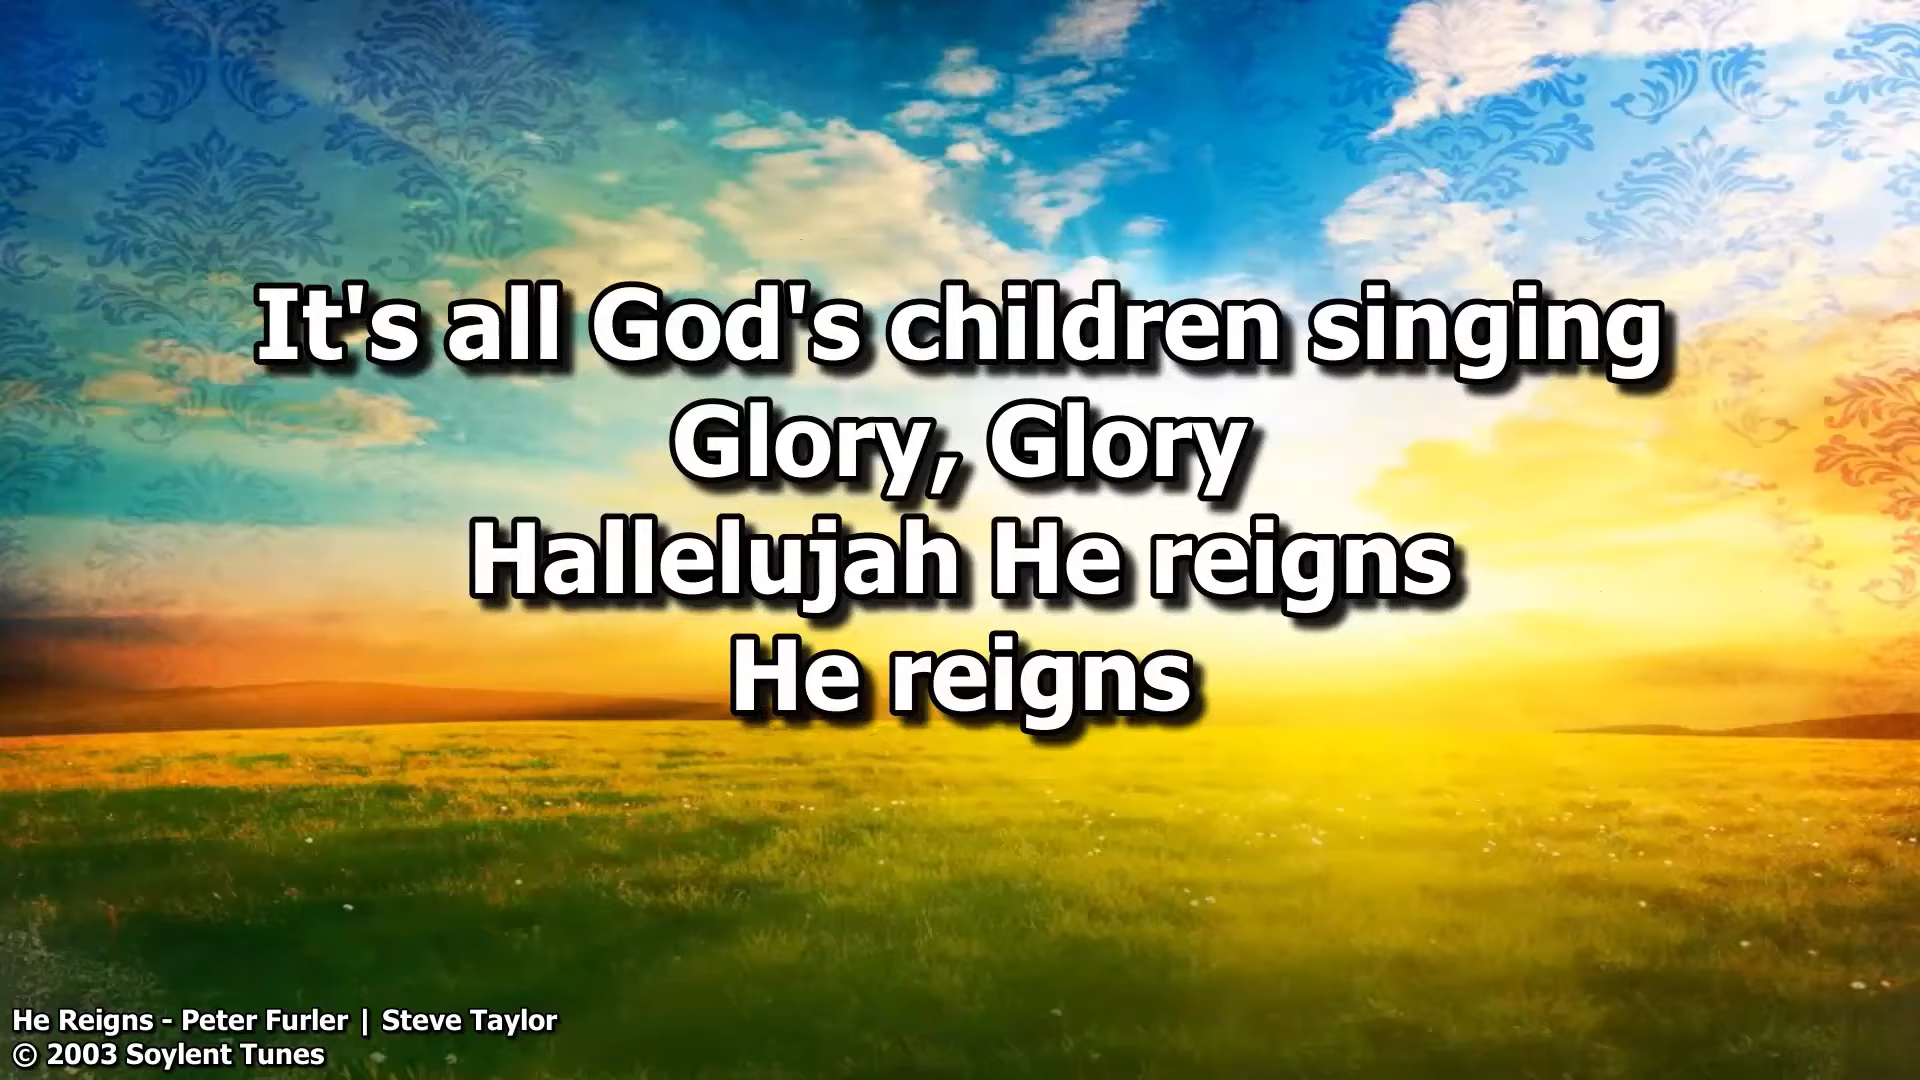 It's all God's children singing
Glory, Glory
Hallelujah He reigns
He reigns
He Reigns - Peter Furler | Steve Taylor
© 2003 Soylent Tunes